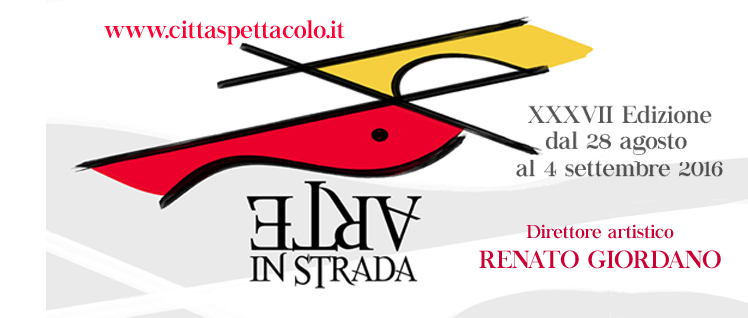 www.cittaspettacolo.it
XXXVII Edizione
dal 28 agosto
al 4 settembre 2016
ARTE
IN STRADA
Direttore artistico
RENATO GIORDANO